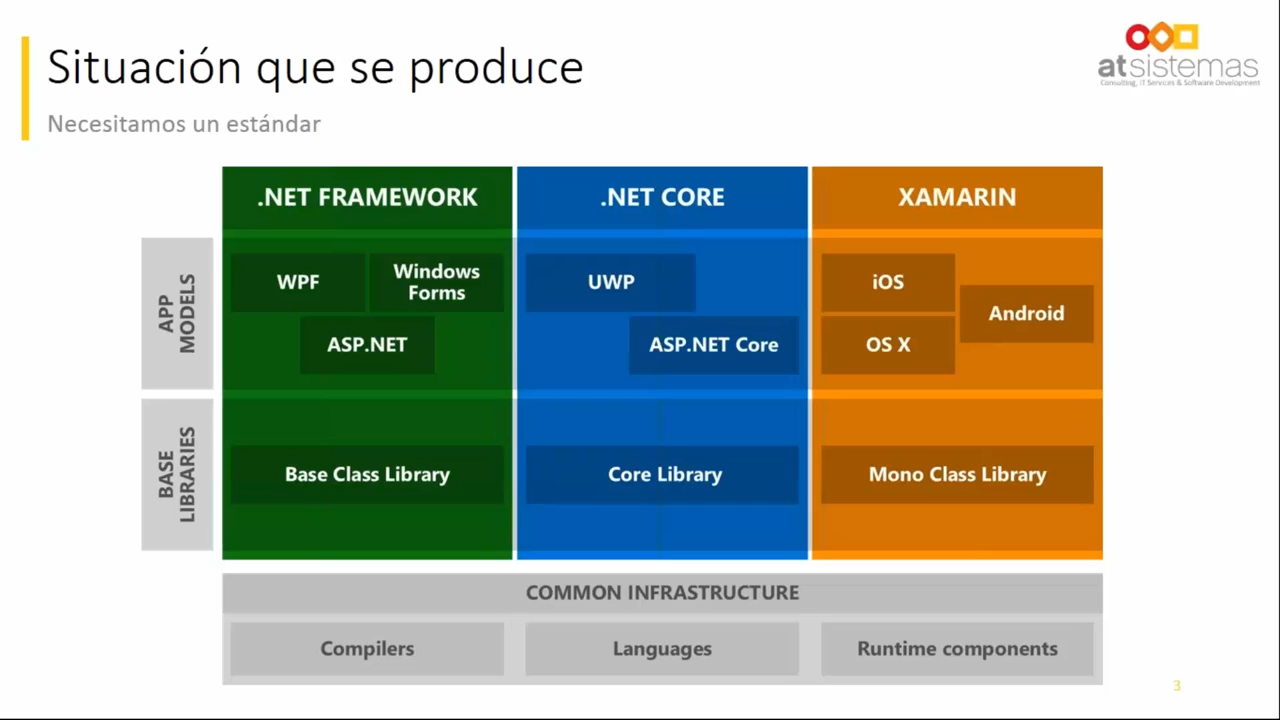 Situación que se produce
Necesitamos un estándar
atsistemas
Consulting, IT Services & Software Development
.NET FRAMEWORK
.NET CORE
XAMARIN
APP
MODELS
WPF
Windows
Forms
ASP.NET
UWP
ASP.NET Core
iOS
Android
OS X
BASE
LIBRARIES
Base Class Library
Core Library
Mono Class Library
COMMON INFRASTRUCTURE
Compilers
Languages
Runtime components
3